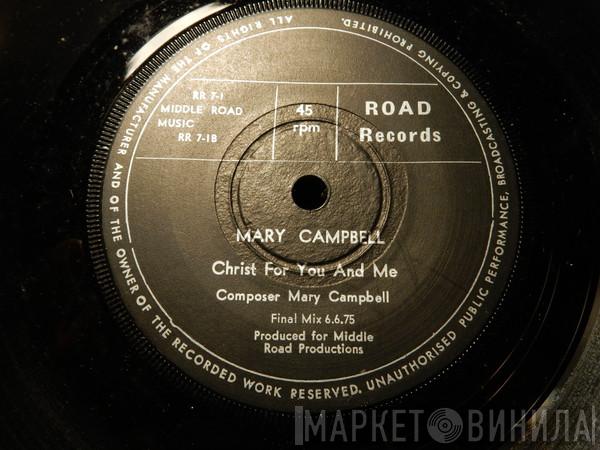 ALL RIGHTS OF THE MANUFACTURER AND OF THE OWNER OF THE RECORDED WORK RESERVED. UNAUTHORISED PUBLIC PERFORMANCE, BROADCASTING & COPYING PROHIBITED.
RR 7-1
MIDDLE ROAD
MUSIC
RR 7-1B
45
rpm
ROAD
Records
MARY CAMPBELL
Christ For You And Me
Composer Mary Campbell
Final Mix 6.6.75
Produced for Middle
Road Productions
МАРКЕТ ВИНИЛА